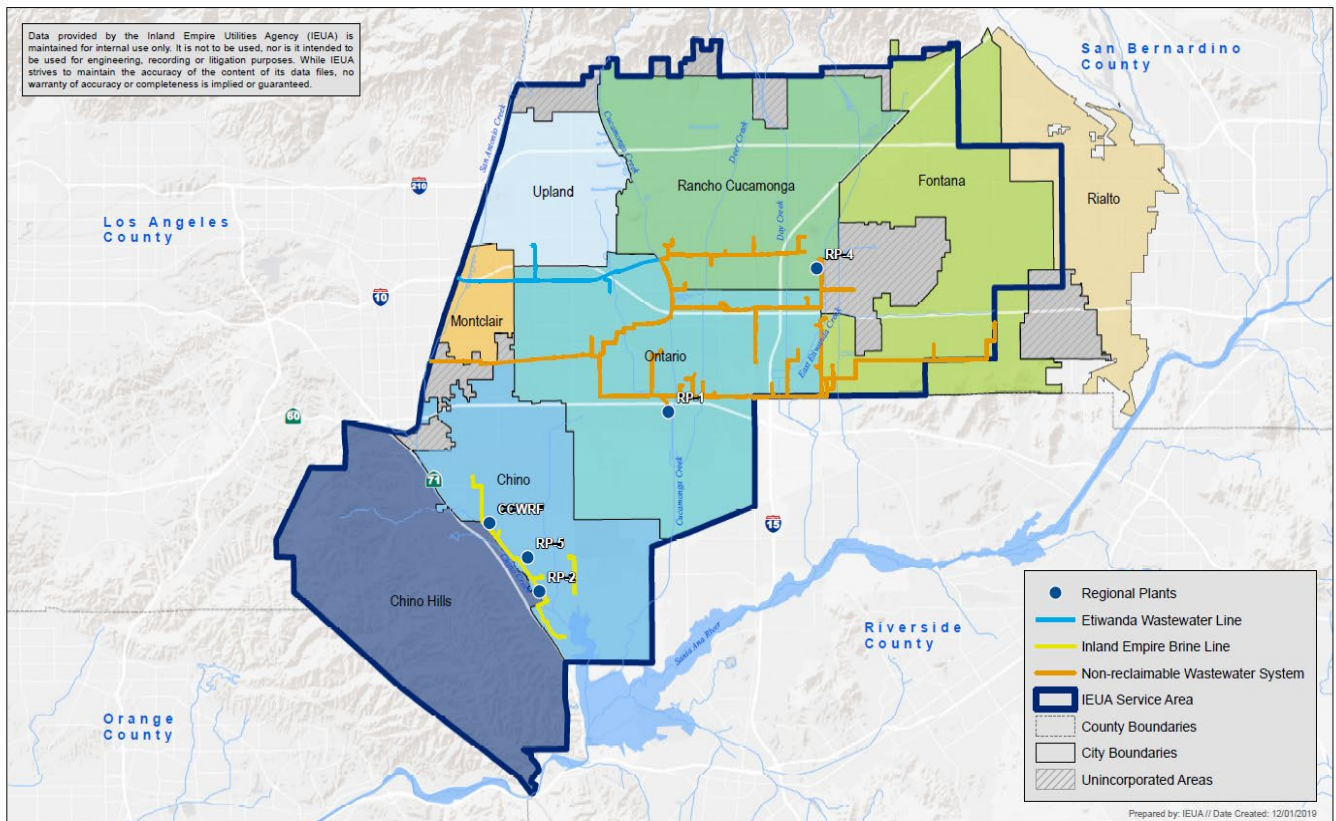 Data provided by the Inland Empire Utilities Agency (IEUA) is
maintained for internal use only. It is not to be used, nor is it intended to
be used for engineering, recording or litigation purposes. While IEUA
strives to maintain the accuracy of the content of its data files, no
warranty of accuracy or completeness is implied or guaranteed.
San Bernardino
County
San Antonio Creek
Cucamonga Creek
Deer Creek
210
Upland
Rancho Cucamonga
Fontana
Rialto
Los Angeles
County
Day Creek
RP-4
10
Montclair
Ontario
East Etiwanda Creek
60
RP-1
71
Chino
Cucamonga Creek
CCWRF
15
RP-5
Chino Creek
RP-2
Chino Hills
Santa Ana River
Riverside
County
Orange
County
Regional Plants
Etiwanda Wastewater Line
Inland Empire Brine Line
Non-reclaimable Wastewater System
IEUA Service Area
County Boundaries
City Boundaries
Unincorporated Areas
Prepared by: IEUA // Date Created: 12/01/2019